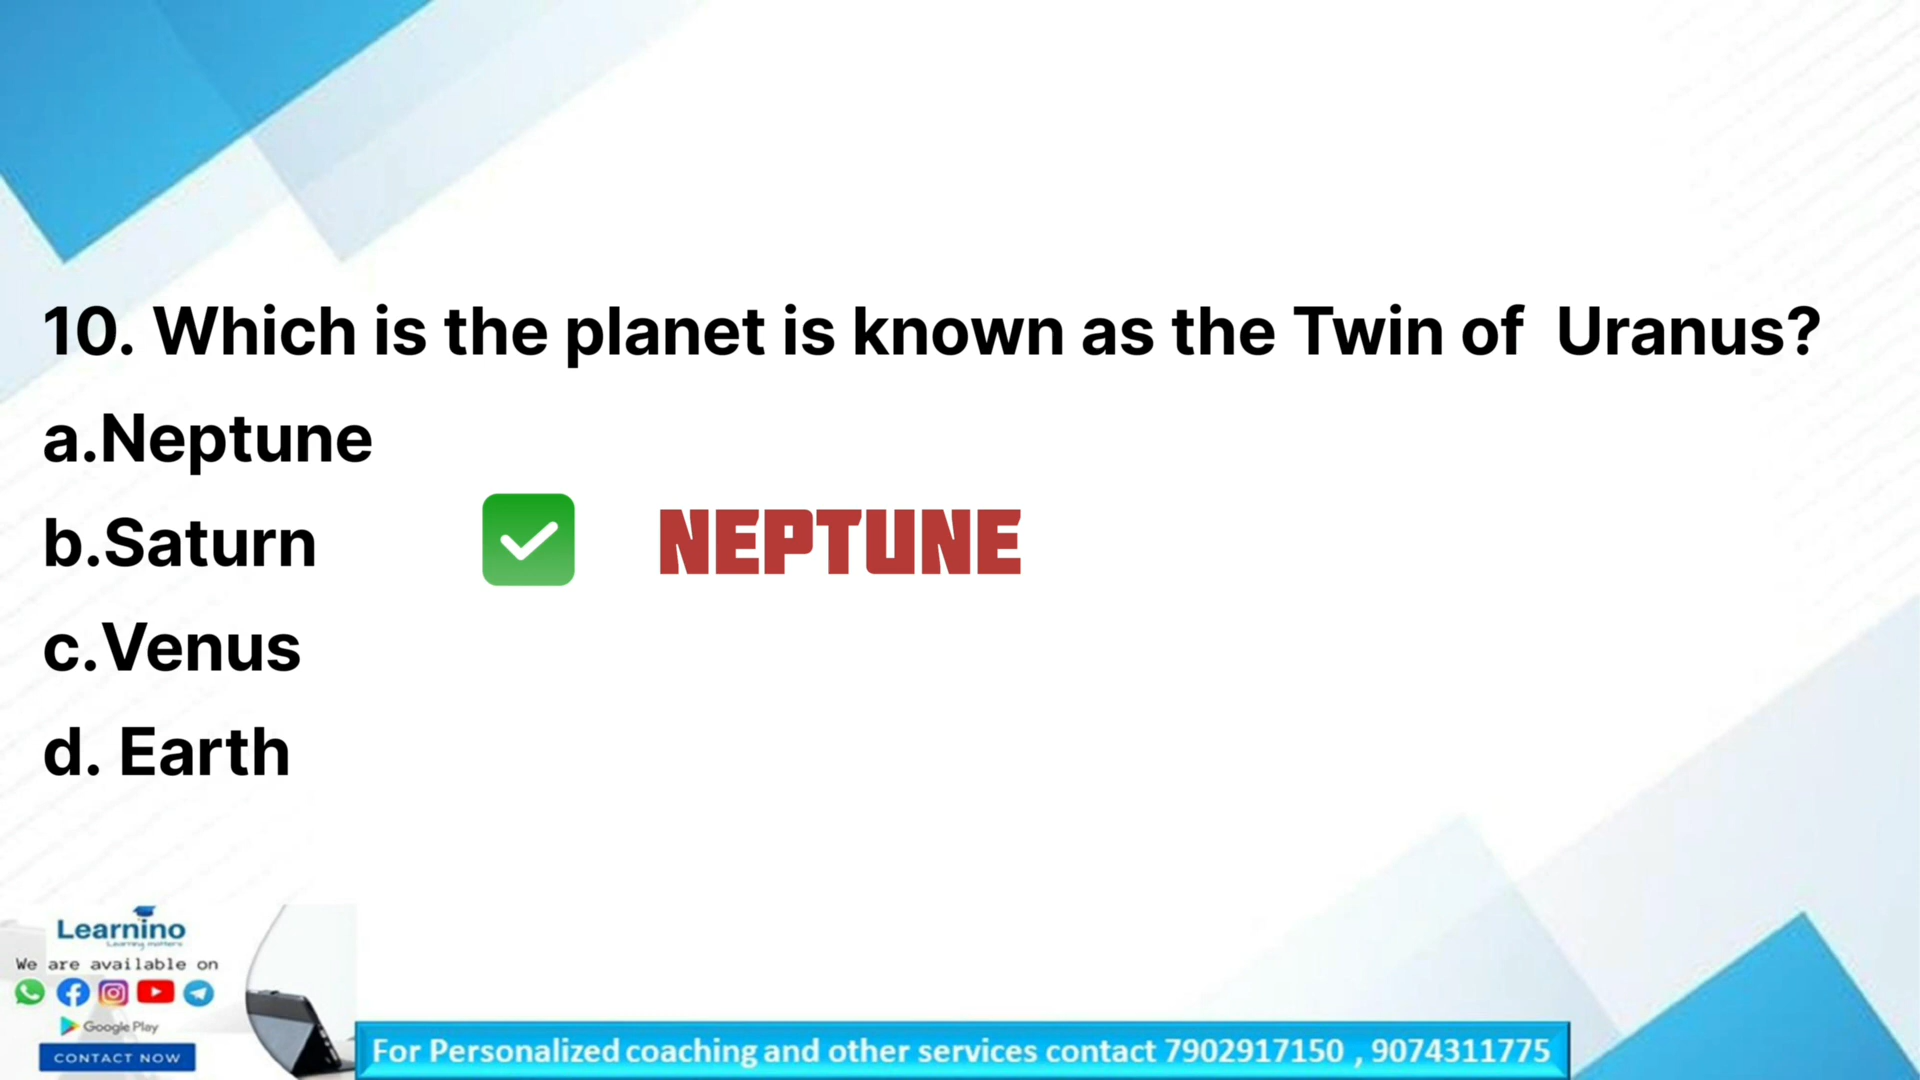 10. Which is the planet is known as the Twin of  Uranus?
a.Neptune
b.Saturn
NEPTUNE
c.Venus
d. Earth
Learnino
Learning matters
We are available on
Google Play
CONTACT NOW
For Personalized coaching and other services contact 7902917150 , 9074311775